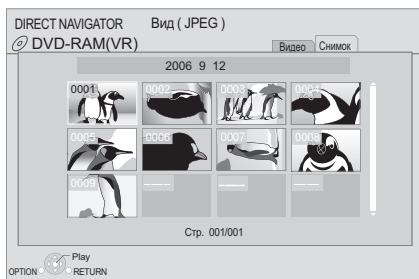 DIRECT NAVIGATOR Вид ( JPEG )
DVD-RAM(VR)
Видео Снимок
2006 9 12
0001 0002 0003 0004
0005 0006 0007 0008
0009 ---- ---- ----
Стр. 001/001
Play
OPTION RETURN